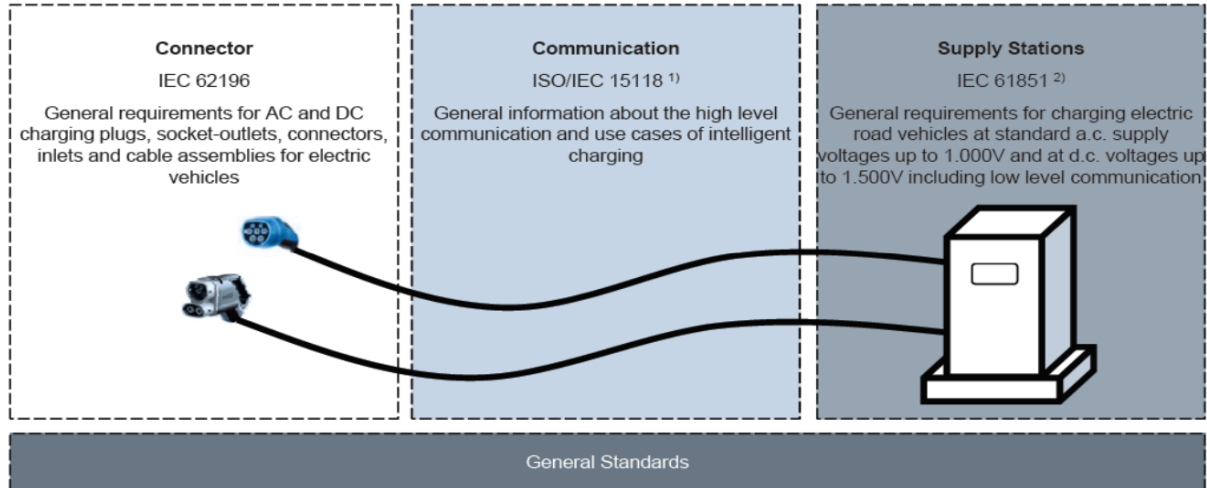 Connector
IEC 62196
General requirements for AC and DC
charging plugs, socket-outlets, connectors,
inlets and cable assemblies for electric
vehicles
Communication
ISO/IEC 15118 ¹⁾
General information about the high level
communication and use cases of intelligent
charging
Supply Stations
IEC 61851 ²⁾
General requirements for charging electric
road vehicles at standard a.c. supply
voltages up to 1.000V and at d.c. voltages up
to 1.500V including low level communication
General Standards